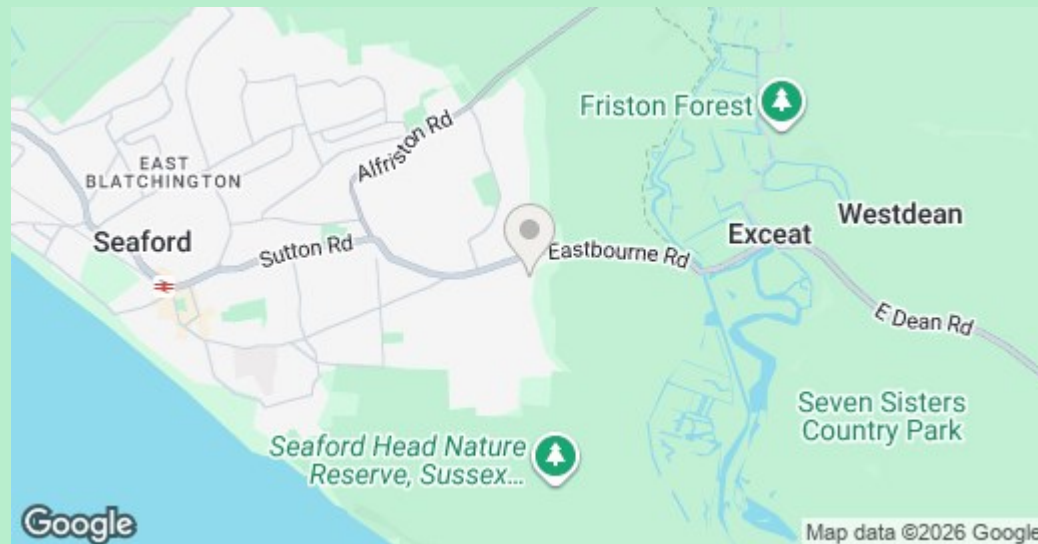 Friston Forest
Alfriston Rd
EAST
BLATCHINGTON
Westdean
Seaford
Sutton Rd
Eastbourne Rd
Exceat
E Dean Rd
Seven Sisters
Country Park
Seaford Head Nature
Reserve, Sussex...
Google
Map data ©2026 Google